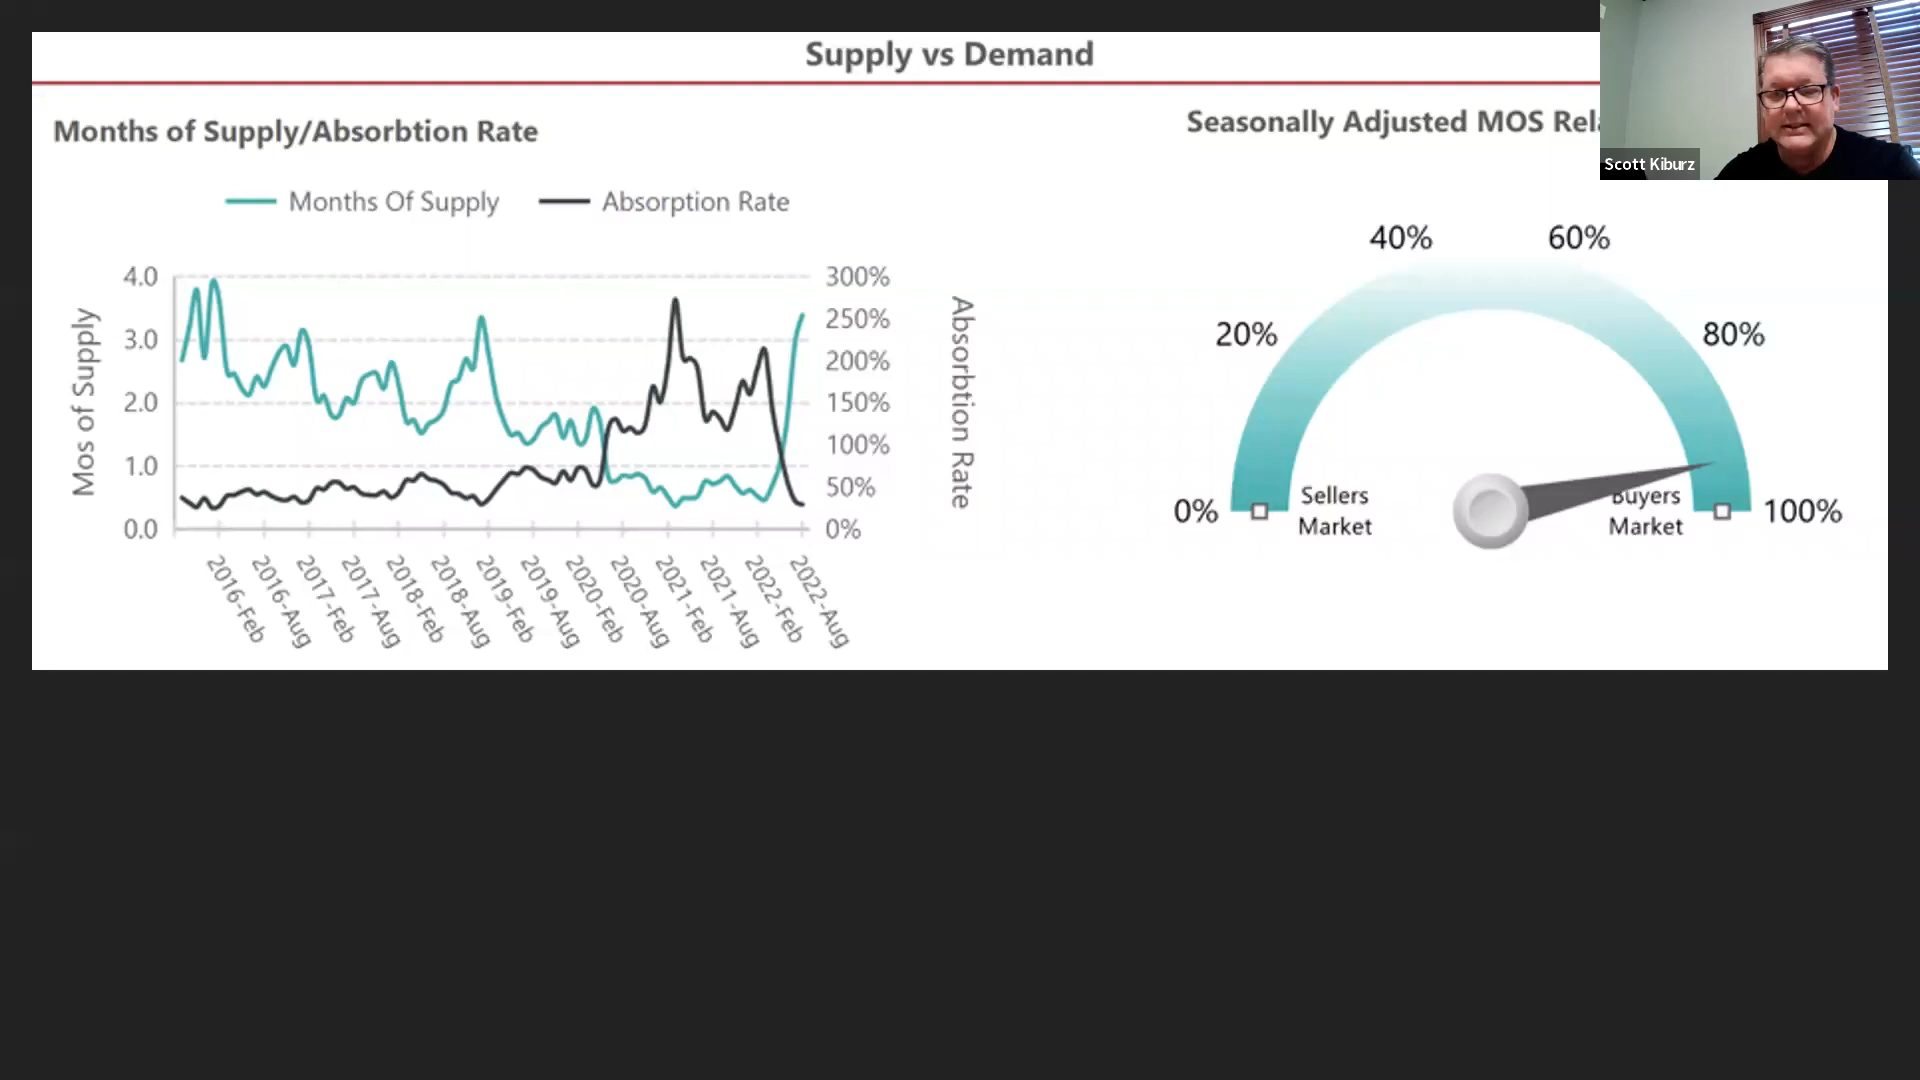 Supply vs Demand
Months of Supply/Absorbtion Rate
Months Of Supply
Absorption Rate
4.0
3.0
2.0
1.0
0.0
Mos of Supply
300%
250%
200%
150%
100%
50%
0%
Absorbtion Rate
2016-Feb
2016-Aug
2017-Feb
2017-Aug
2018-Feb
2018-Aug
2019-Feb
2019-Aug
2020-Feb
2020-Aug
2021-Feb
2021-Aug
2022-Feb
2022-Aug
Seasonally Adjusted MOS
Scott Kiburz
40%
60%
20%
80%
0%
Sellers
Market
Buyers
Market
100%